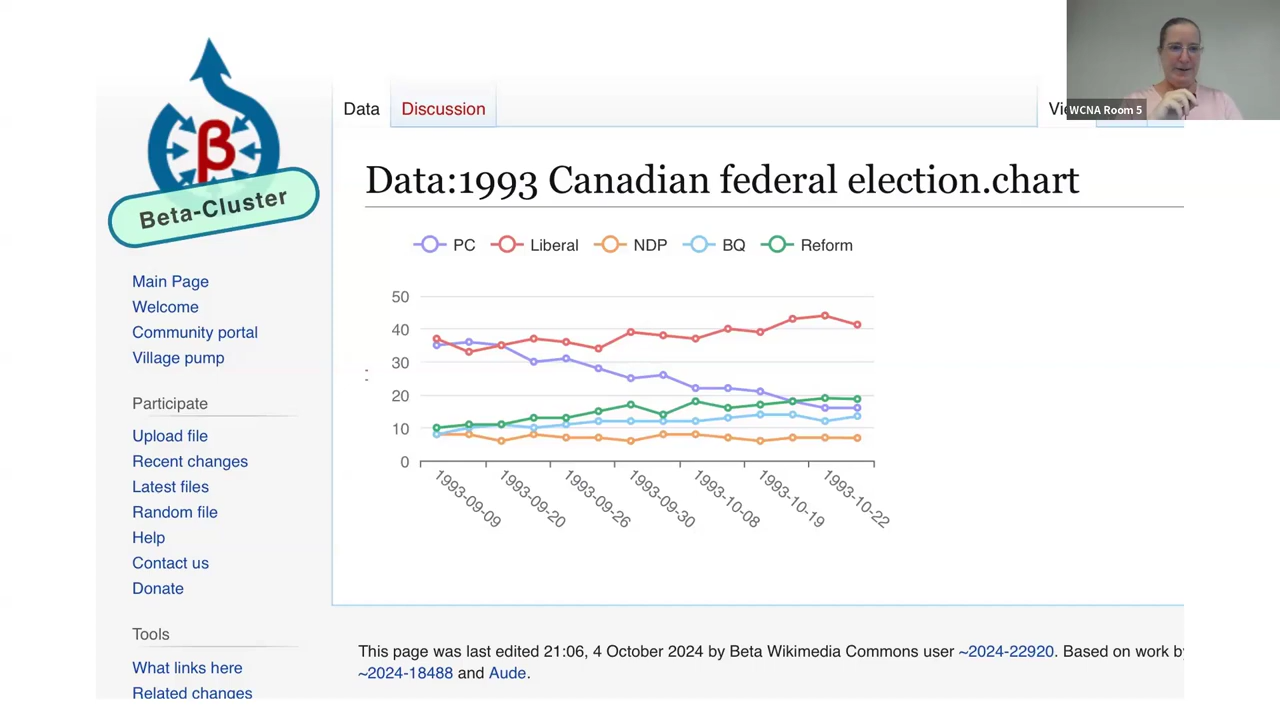 WCNA Room 5
Data
Discussion
β
Beta-Cluster
Data:1993 Canadian federal election.chart
PC Liberal NDP BQ Reform
50
40
30
20
10
0
:
1993-09-09 1993-09-20 1993-09-26 1993-09-30 1993-10-08 1993-10-19 1993-10-22
Main Page
Welcome
Community portal
Village pump
Participate
Upload file
Recent changes
Latest files
Random file
Help
Contact us
Donate
Tools
What links here
Related changes
This page was last edited 21:06, 4 October 2024 by Beta Wikimedia Commons user ~2024-22920. Based on work
~2024-18488 and Aude.